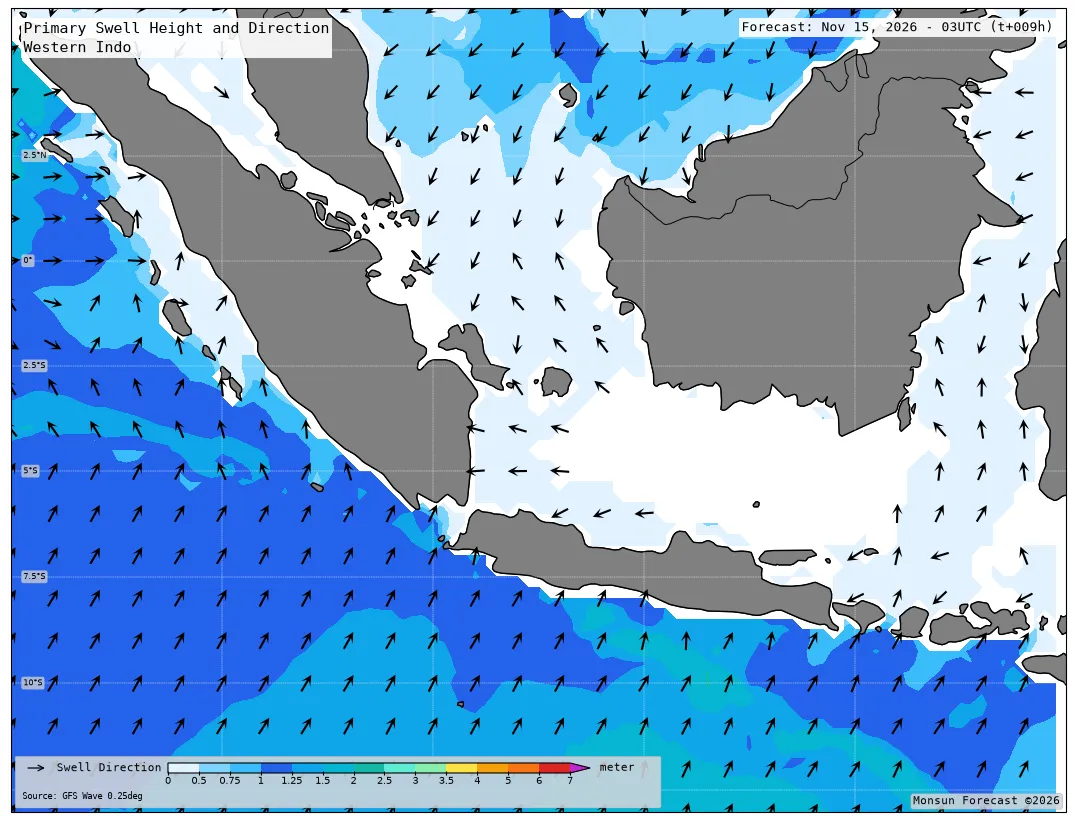 Primary Swell Height and Direction
Western Indo
Forecast: Nov 15, 2026 - 03UTC (t+009h)
2.5°N
0°
2.5°S
5°S
7.5°S
10°S
Swell Direction
0 0.5 0.75 1 1.25 1.5 2 2.5 3 3.5 4 5 6 7
meter
Source: GFS Wave 0.25deg
Monsun Forecast ©2026